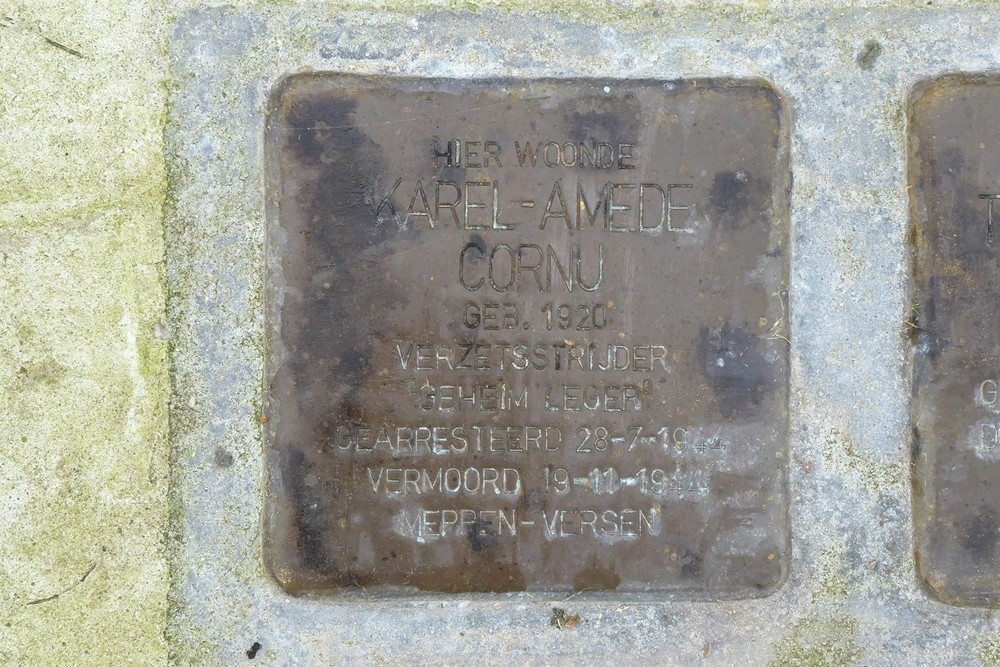 HIER WOONDE
KAREL-AMEDE
CORNU
GEB. 1920
VERZETSSTRIJDER
"GEHEIM LEGER"
GEARRESTEERD 28-7-1944
VERMOORD 19-11-1944
MEPPEN-VERSEN